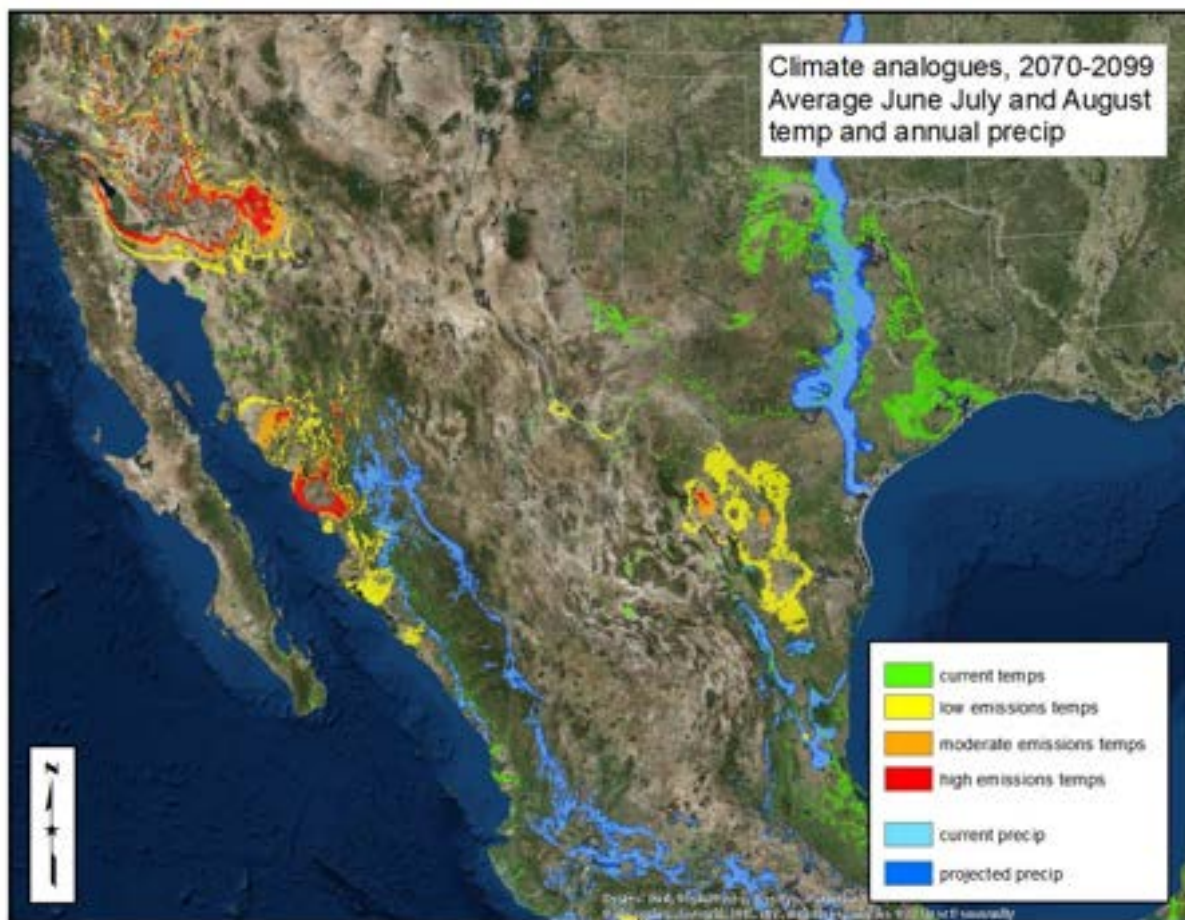 Climate analogues, 2070-2099
Average June July and August
temp and annual precip
current temps
low emissions temps
moderate emissions temps
high emissions temps
current precip
projected precip
N